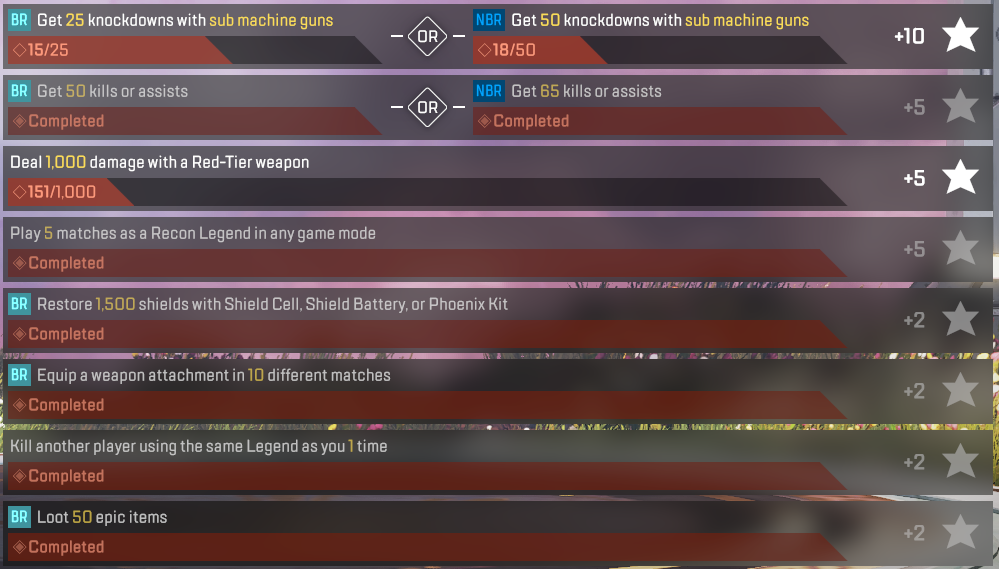 BR Get 25 knockdowns with sub machine guns
15/25
OR
NBR Get 50 knockdowns with sub machine guns
18/50
+10
BR Get 50 kills or assists
Completed
OR
NBR Get 65 kills or assists
Completed
+5
Deal 1,000 damage with a Red-Tier weapon
151/1,000
+5
Play 5 matches as a Recon Legend in any game mode
Completed
+5
BR Restore 1,500 shields with Shield Cell, Shield Battery, or Phoenix Kit
Completed
+2
BR Equip a weapon attachment in 10 different matches
Completed
+2
Kill another player using the same Legend as you 1 time
Completed
+2
BR Loot 50 epic items
Completed
+2